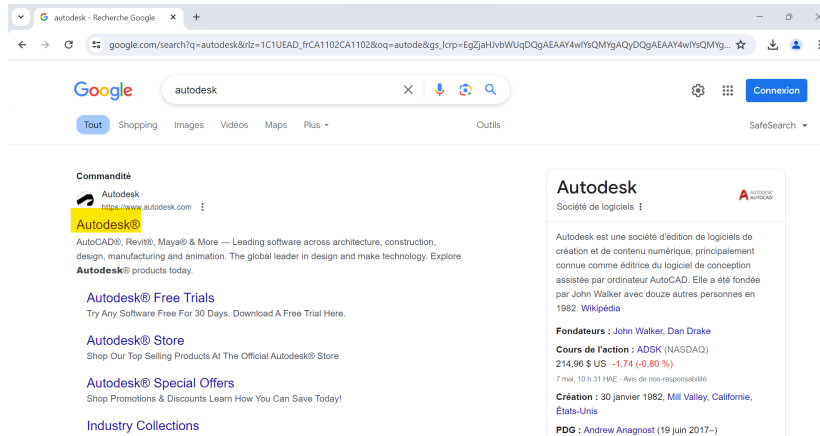 autodesk - Recherche Google
google.com/search?q=autodesk&rlz=1C1UEAD_frCA1102CA1102&oq=autode&gs_lcrp=EgZjaHJvbWUqDQgAEAAY4wIYsQMYgAQyDQgAEAAY4wIYsQMYg...
Google
autodesk
Connexion
Tout Shopping Images Vidéos Maps Plus Outils SafeSearch
Commandité
Autodesk
https://www.autodesk.com
Autodesk®
AutoCAD®, Revit®, Maya® & More — Leading software across architecture, construction,
design, manufacturing and animation. The global leader in design and make technology. Explore
Autodesk® products today.
Autodesk® Free Trials
Try Any Software Free For 30 Days. Download A Free Trial Here.
Autodesk® Store
Shop Our Top Selling Products At The Official Autodesk® Store
Autodesk® Special Offers
Shop Promotions & Discounts Learn How You Can Save Today!
Industry Collections
Autodesk
Société de logiciels
AUTODESK
AUTOCAD
Autodesk est une société d'édition de logiciels de
création et de contenu numérique, principalement
connue comme éditrice du logiciel de conception
assistée par ordinateur AutoCAD. Elle a été fondée
par John Walker avec douze autres personnes en
1982. Wikipédia
Fondateurs : John Walker, Dan Drake
Cours de l'action : ADSK (NASDAQ)
214,96 $ US -1,74 (-0,80 %)
7 mai, 10 h 31 HAE - Avis de non-responsabilité
Création : 30 janvier 1982, Mill Valley, Californie,
États-Unis
PDG : Andrew Anagnost (19 juin 2017–)